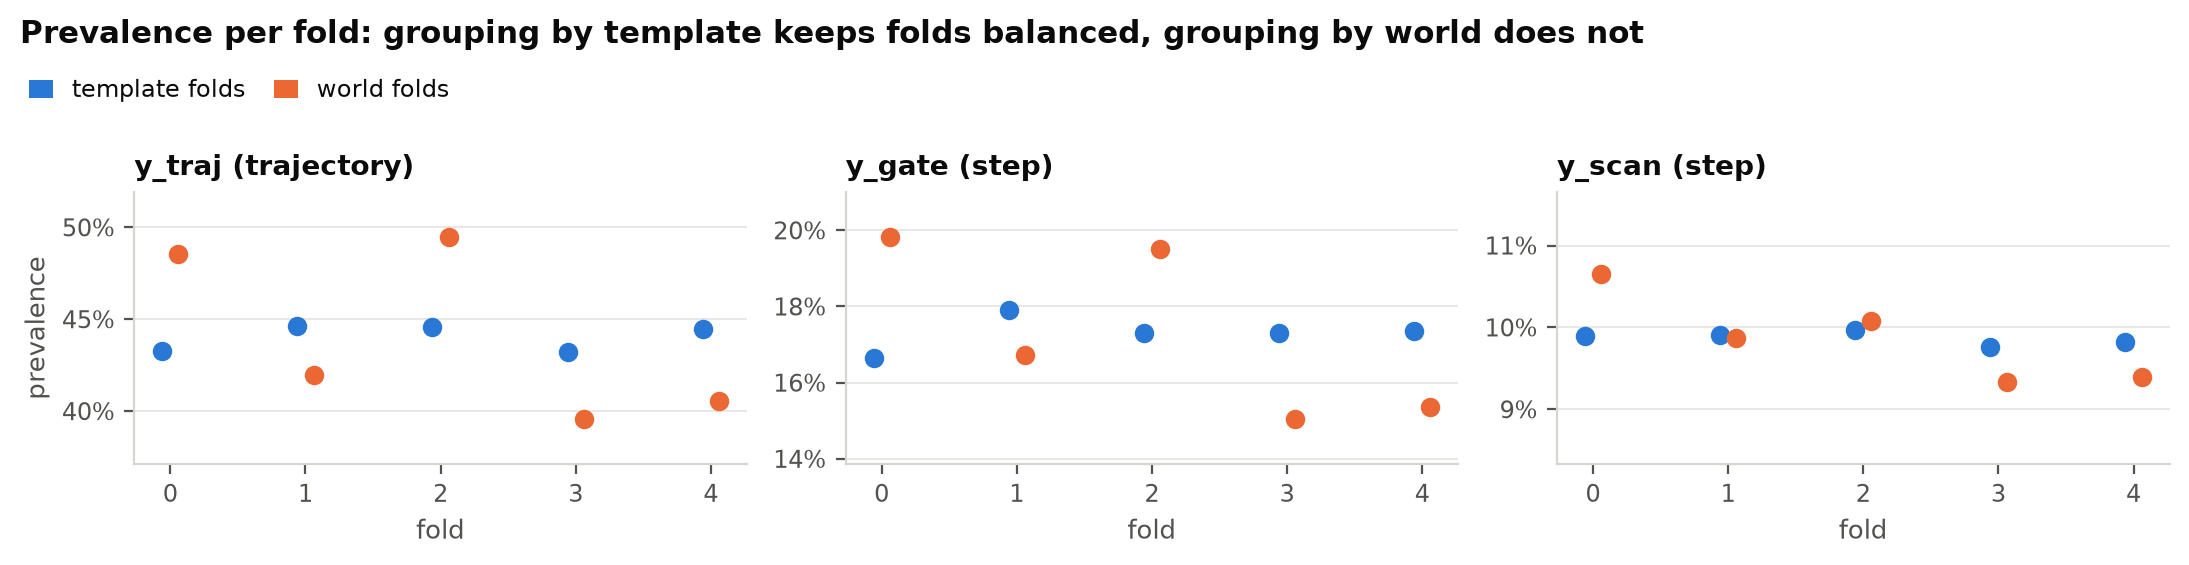 Prevalence per fold: grouping by template keeps folds balanced, grouping by world does not
template folds world folds
y_traj (trajectory)
50%
45%
40%
prevalence
0 1 2 3 4
fold
y_gate (step)
20%
18%
16%
14%
0 1 2 3 4
fold
y_scan (step)
11%
10%
9%
0 1 2 3 4
fold